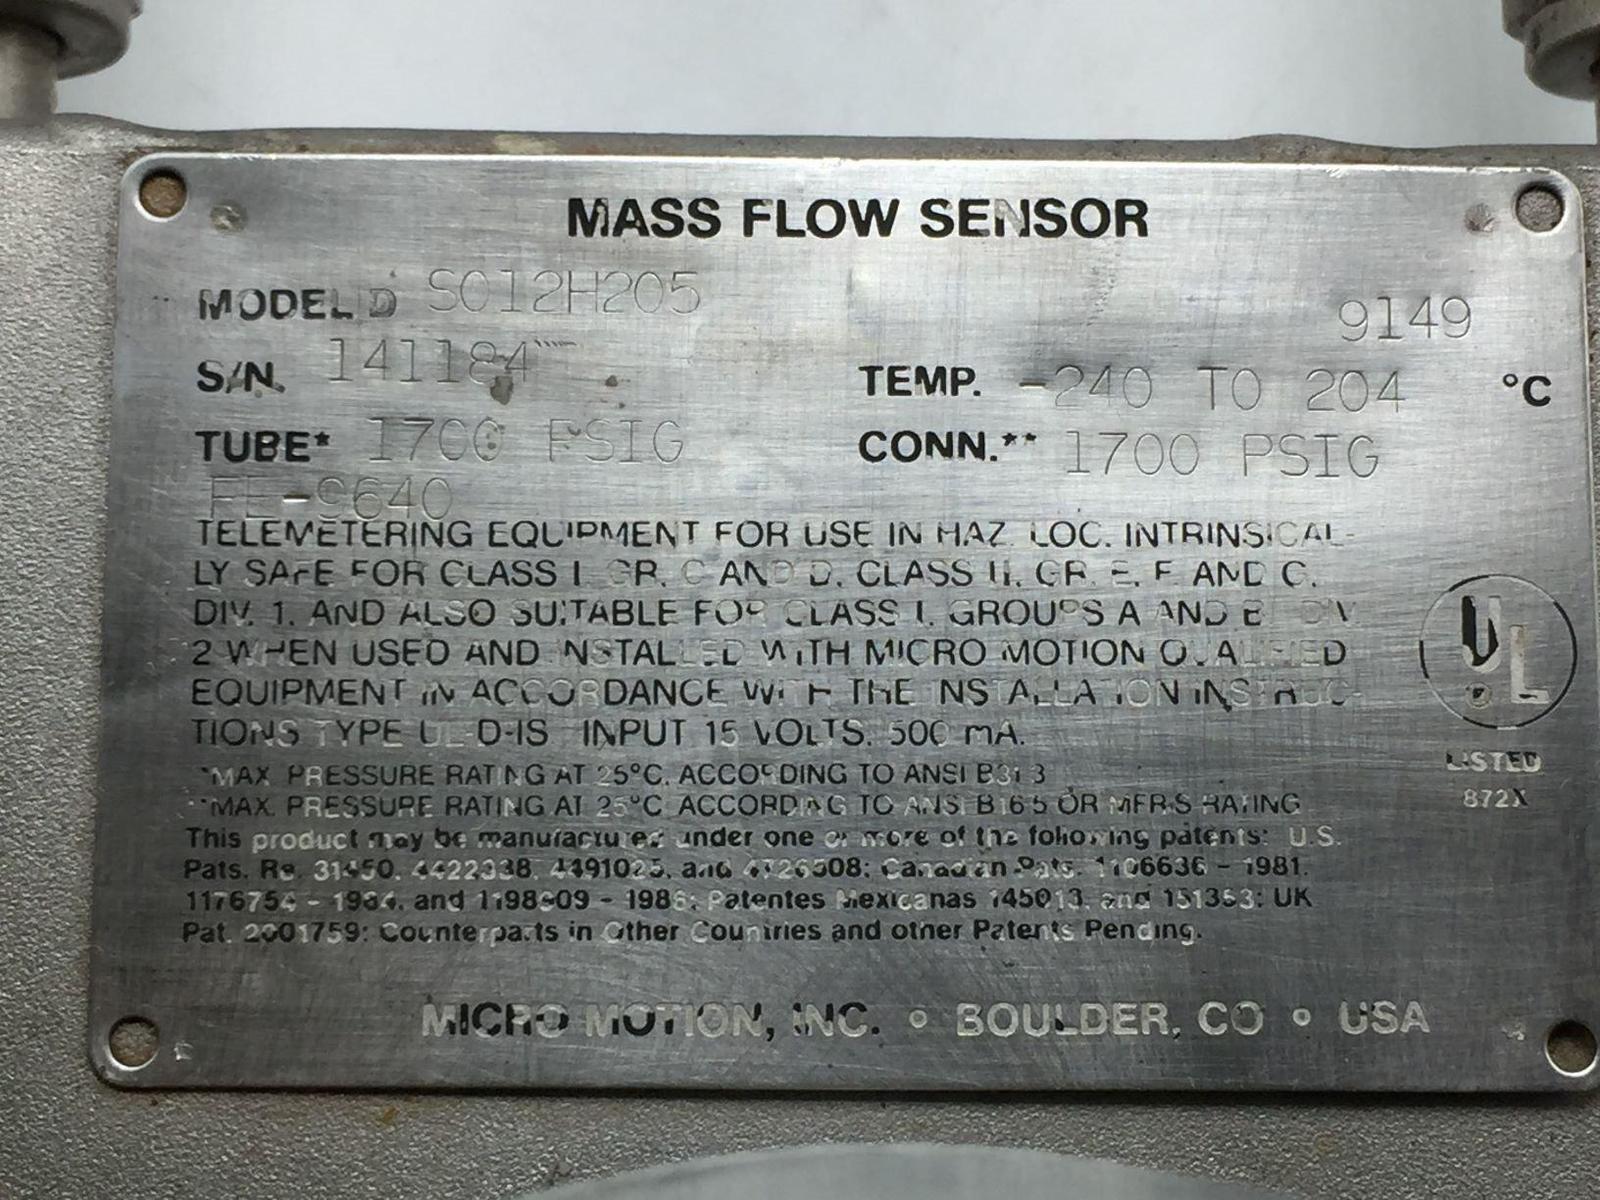 MASS FLOW SENSOR
MODEL D S012H205
9149
S/N. 141184
TEMP. -240 TO 204 °C
TUBE* 1700 PSIG
CONN.** 1700 PSIG
FE-9640
TELEMETERING EQUIPMENT FOR USE IN HAZ. LOC. INTRINSICAL-
LY SAFE FOR CLASS I, GR. C AND D, CLASS II, GR. E, F AND G,
DIV. 1, AND ALSO SUITABLE FOR CLASS I, GROUPS A AND B DIV
2 WHEN USED AND INSTALLED WITH MICRO MOTION QUALIFIED
EQUIPMENT IN ACCORDANCE WITH THE INSTALLATION INSTRUC-
TIONS TYPE UL-D-IS INPUT 15 VOLTS, 500 mA.
*MAX. PRESSURE RATING AT 25°C, ACCORDING TO ANSI B31.3
**MAX. PRESSURE RATING AT 25°C ACCORDING TO ANSI B16.5 OR MFR'S RATING
This product may be manufactured under one or more of the following patents: U.S.
Pats. Re. 31450, 4422338, 4491025, and Canadian Pats. 1106636 - 1981,
and - Patentes Mexicanas 145013, and 151353; UK
Pat. 2001759; Counterparts in Other Countries and other Patents Pending.
UL
LISTED
872X
MICRO MOTION, INC. ∘ BOULDER, CO ∘ USA